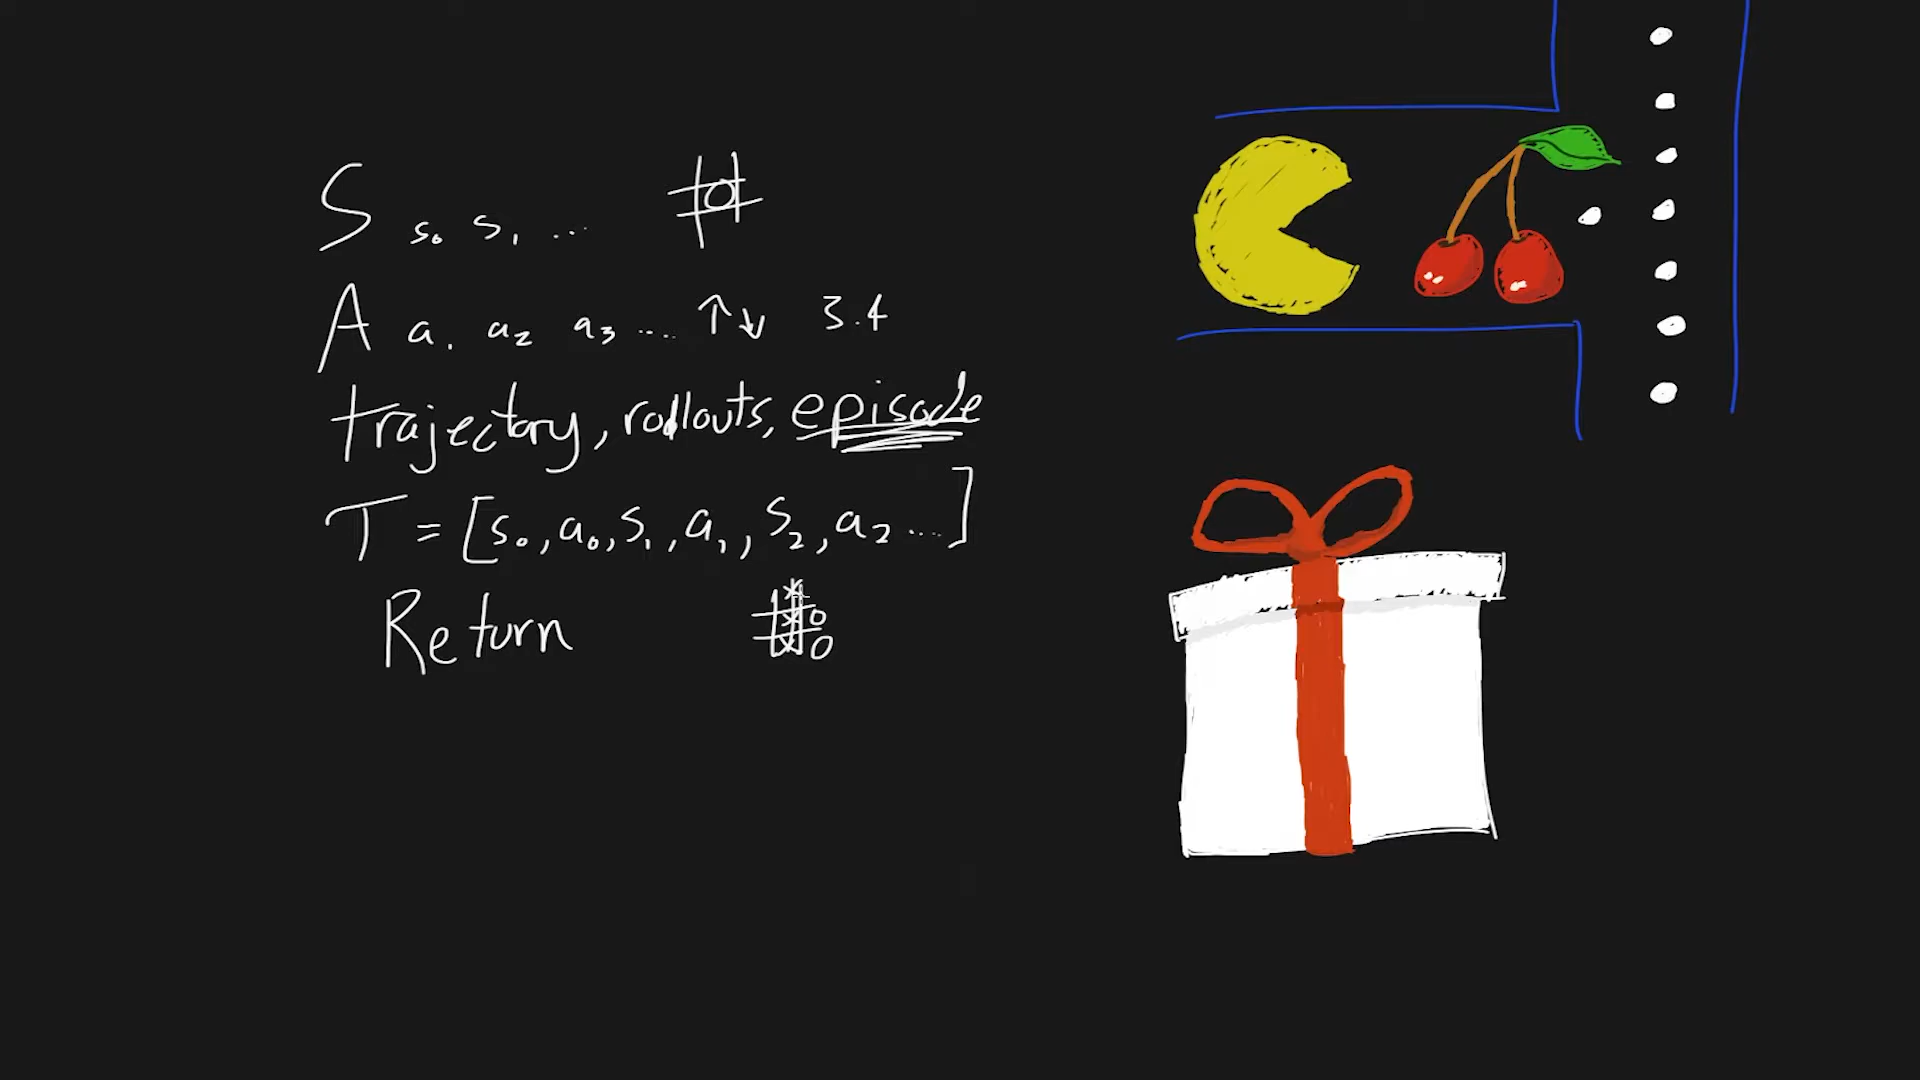 S s₀ s₁ ...
A a₁ a₂ a₃ .... ↑↓ 3.4
trajectory, rollouts, episode
T = [s₀, a₀, s₁, a₁, s₂, a₂ ...]
Return